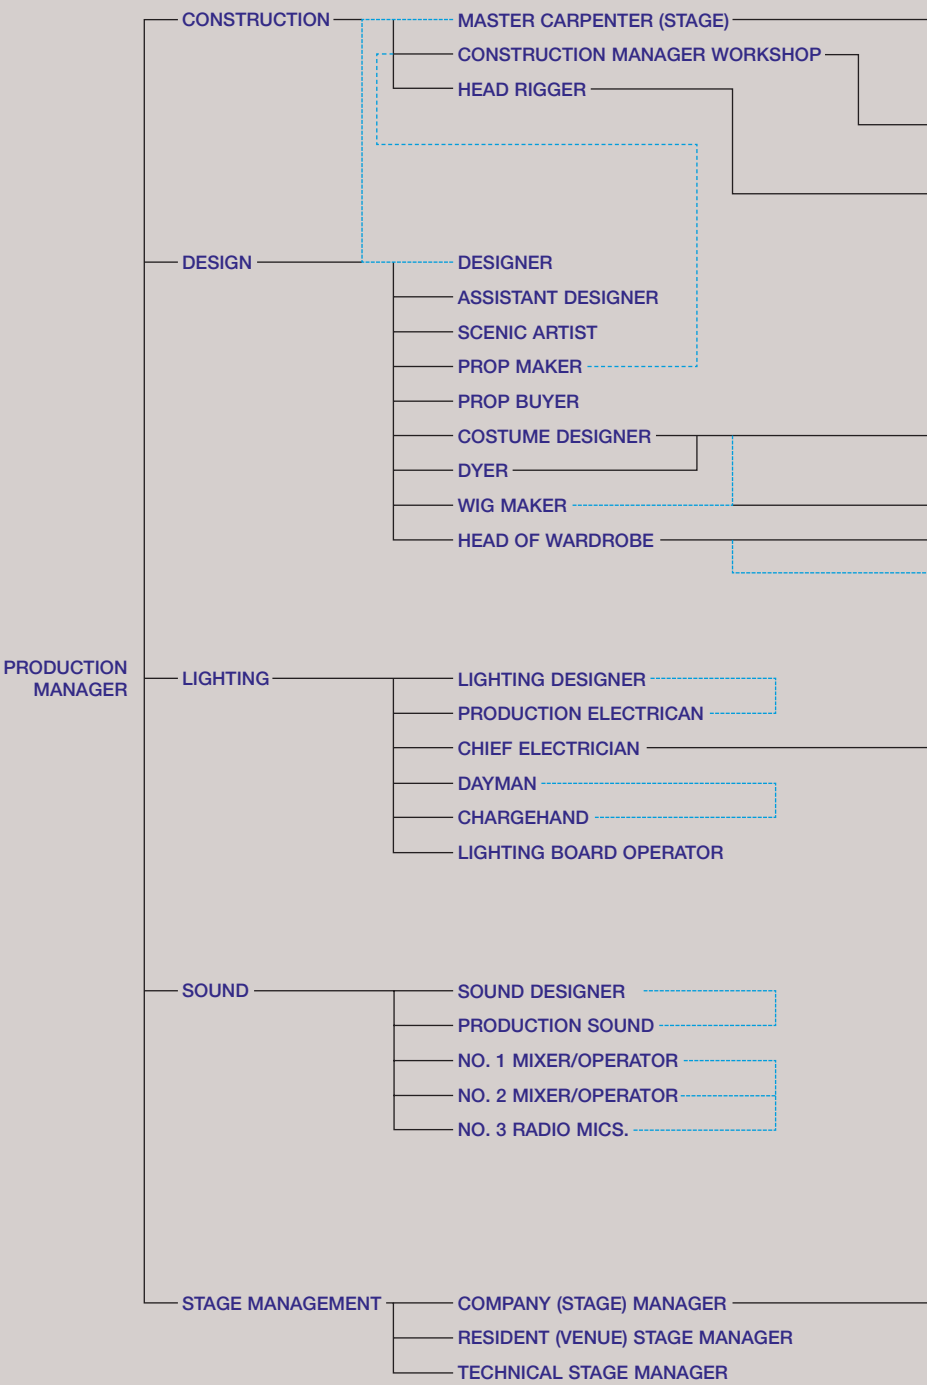 CONSTRUCTION
MASTER CARPENTER (STAGE)
CONSTRUCTION MANAGER WORKSHOP
HEAD RIGGER
DESIGN
DESIGNER
ASSISTANT DESIGNER
SCENIC ARTIST
PROP MAKER
PROP BUYER
COSTUME DESIGNER
DYER
WIG MAKER
HEAD OF WARDROBE
PRODUCTION
MANAGER
LIGHTING
LIGHTING DESIGNER
PRODUCTION ELECTRICAN
CHIEF ELECTRICIAN
DAYMAN
CHARGEHAND
LIGHTING BOARD OPERATOR
SOUND
SOUND DESIGNER
PRODUCTION SOUND
NO. 1 MIXER/OPERATOR
NO. 2 MIXER/OPERATOR
NO. 3 RADIO MICS.
STAGE MANAGEMENT
COMPANY (STAGE) MANAGER
RESIDENT (VENUE) STAGE MANAGER
TECHNICAL STAGE MANAGER